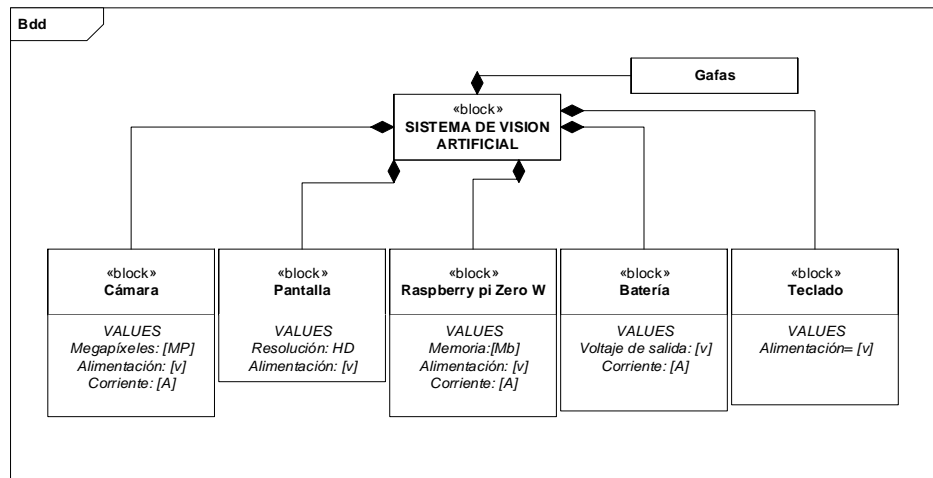 Bdd
Gafas
«block»
SISTEMA DE VISION
ARTIFICIAL
«block»
Cámara
VALUES
Megapíxeles: [MP]
Alimentación: [v]
Corriente: [A]
«block»
Pantalla
VALUES
Resolución: HD
Alimentación: [v]
«block»
Raspberry pi Zero W
VALUES
Memoria:[Mb]
Alimentación: [v]
Corriente: [A]
«block»
Batería
VALUES
Voltaje de salida: [v]
Corriente: [A]
«block»
Teclado
VALUES
Alimentación= [v]